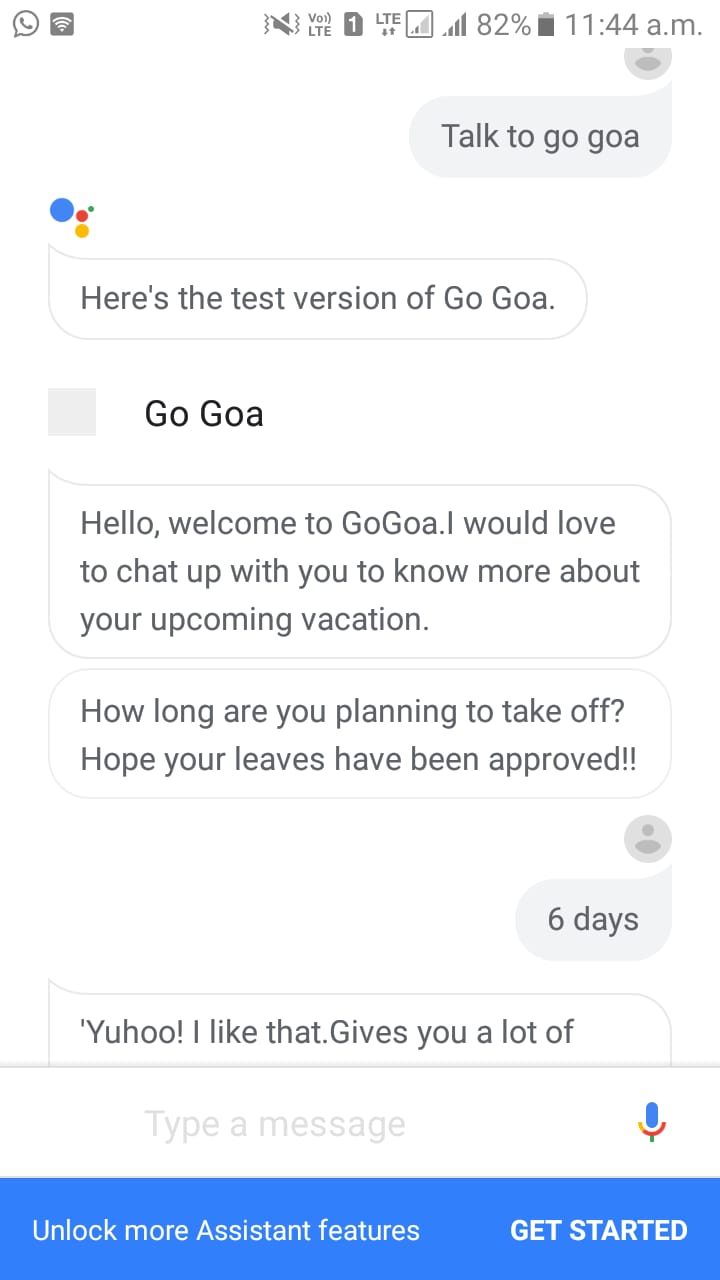 Vo)) LTE 1 LTE 82% 11:44 a.m.
Talk to go goa
Here's the test version of Go Goa.
Go Goa
Hello, welcome to GoGoa.I would love
to chat up with you to know more about
your upcoming vacation.
How long are you planning to take off?
Hope your leaves have been approved!!
6 days
'Yuhoo! I like that.Gives you a lot of
Type a message
Unlock more Assistant features GET STARTED